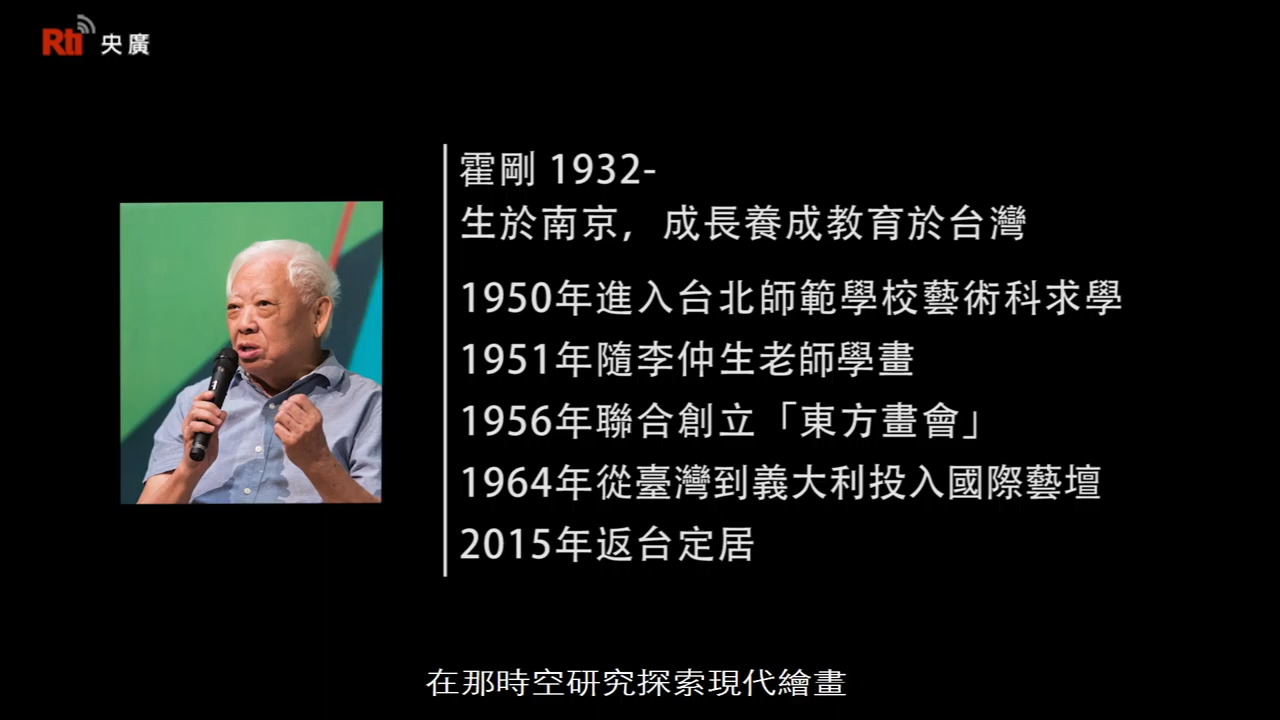 Rti 央廣
霍剛 1932-
生於南京，成長養成教育於台灣
1950年進入台北師範學校藝術科求學
1951年隨李仲生老師學畫
1956年聯合創立「東方畫會」
1964年從臺灣到義大利投入國際藝壇
2015年返台定居
在那時空研究探索現代繪畫